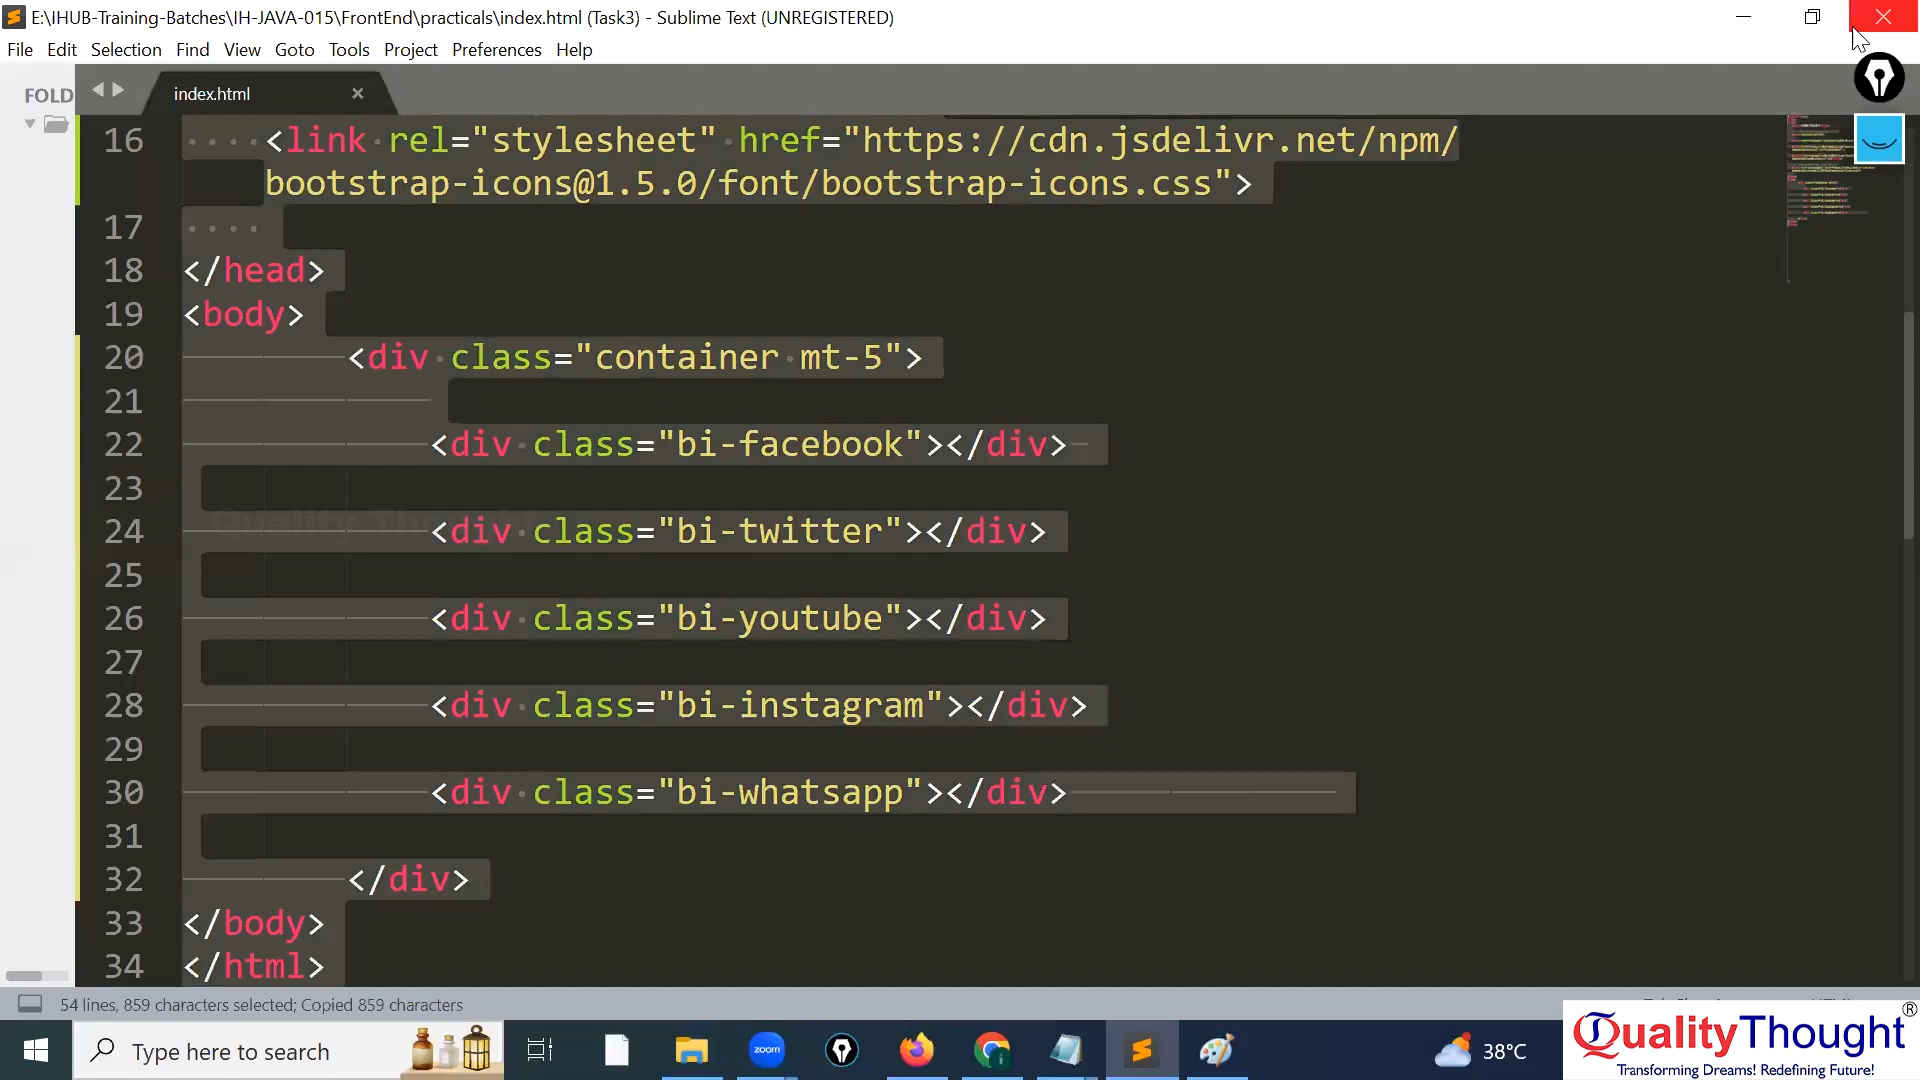 E:\IHUB-Training-Batches\IH-JAVA-015\FrontEnd\practicals\index.html (Task3) - Sublime Text (UNREGISTERED)
File Edit Selection Find View Goto Tools Project Preferences Help
FOLD
index.html
16 <link rel="stylesheet" href="https://cdn.jsdelivr.net/npm/
bootstrap-icons@1.5.0/font/bootstrap-icons.css">
17
18 </head>
19 <body>
20 <div class="container mt-5">
21
22 <div class="bi-facebook"></div>
23
24 <div class="bi-twitter"></div>
25
26 <div class="bi-youtube"></div>
27
28 <div class="bi-instagram"></div>
29
30 <div class="bi-whatsapp"></div>
31
32 </div>
33 </body>
34 </html>
54 lines, 859 characters selected; Copied 859 characters
Type here to search
zoom
38°C
QualityThought®
Transforming Dreams! Redefining Future!